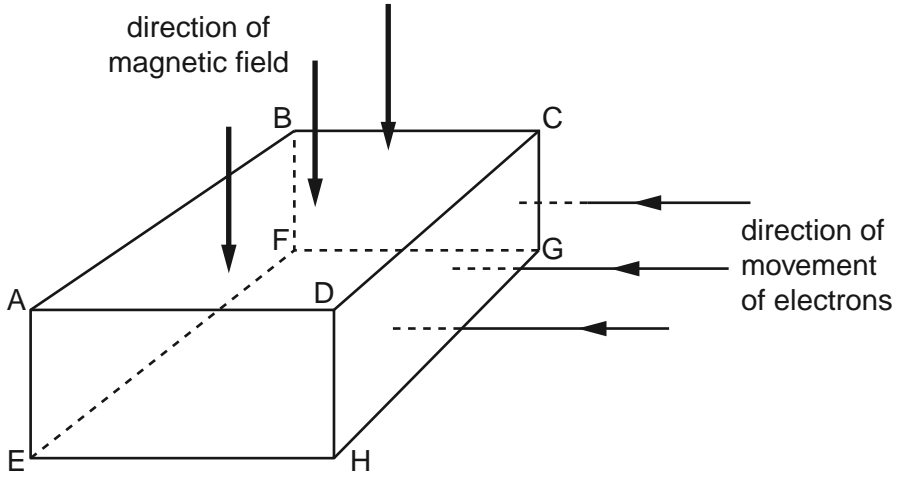 direction of
magnetic field
B
C
F
G
direction of
movement
of electrons
A
D
E
H